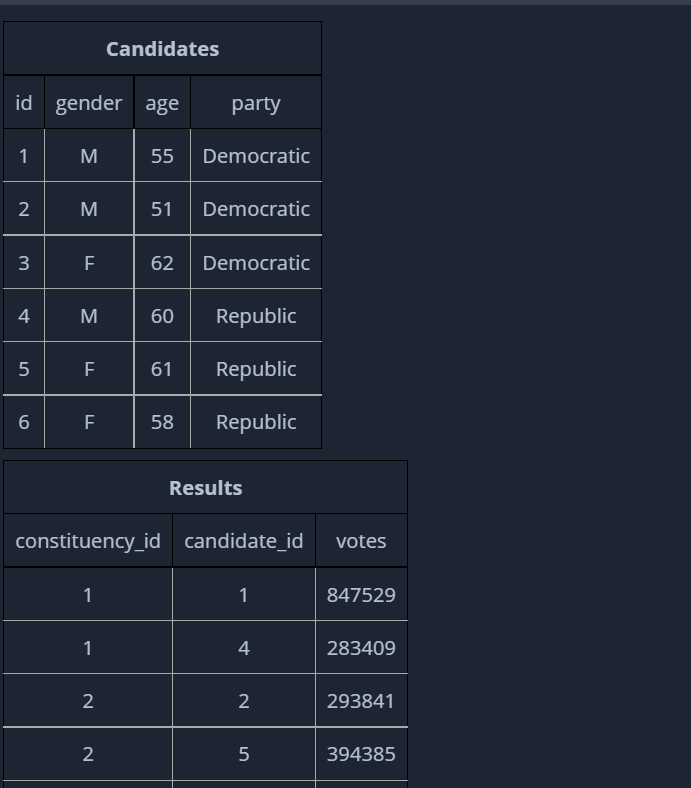 Candidates
id gender age party
1 M 55 Democratic
2 M 51 Democratic
3 F 62 Democratic
4 M 60 Republic
5 F 61 Republic
6 F 58 Republic
Results
constituency_id candidate_id votes
1 1 847529
1 4 283409
2 2 293841
2 5 394385